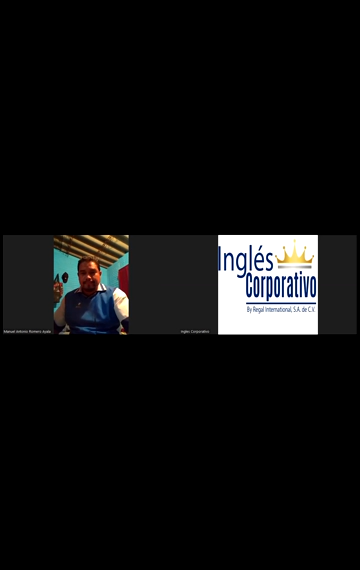 Manuel Antonio Romero Ayala
Inglés Corporativo
Inglés
Corporativo
By Regal International, S.A. de C.V.